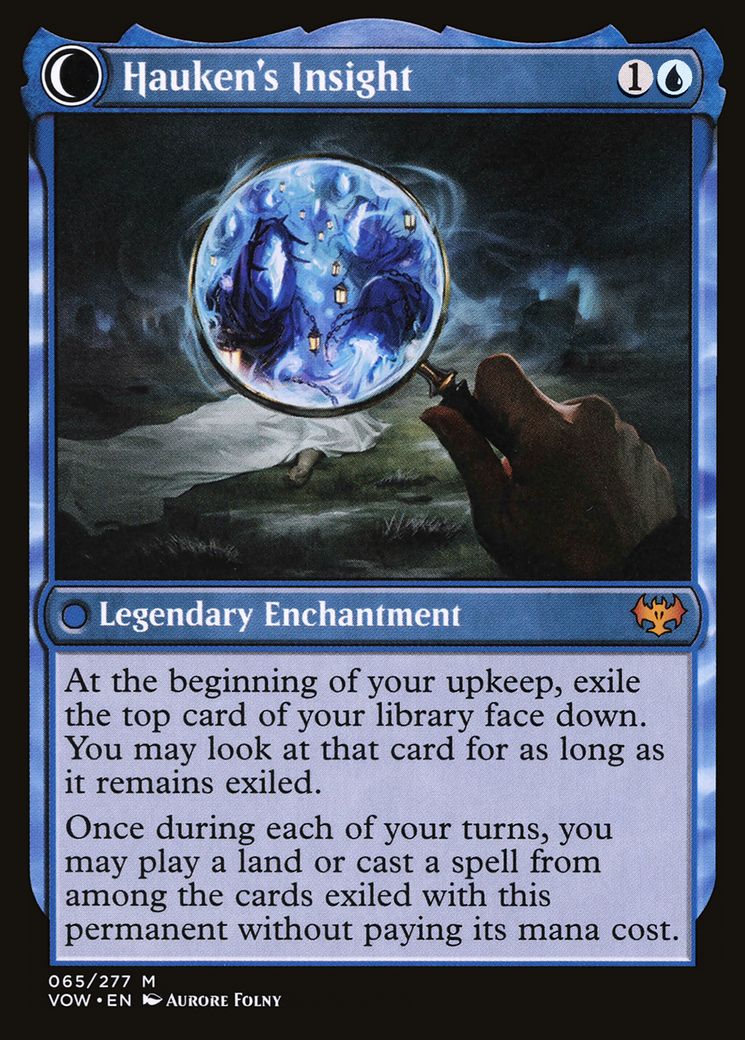 Hauken's Insight 1
Legendary Enchantment
At the beginning of your upkeep, exile
the top card of your library face down.
You may look at that card for as long as
it remains exiled.
Once during each of your turns, you
may play a land or cast a spell from
among the cards exiled with this
permanent without paying its mana cost.
065/277 M
VOW • EN Aurore Folny